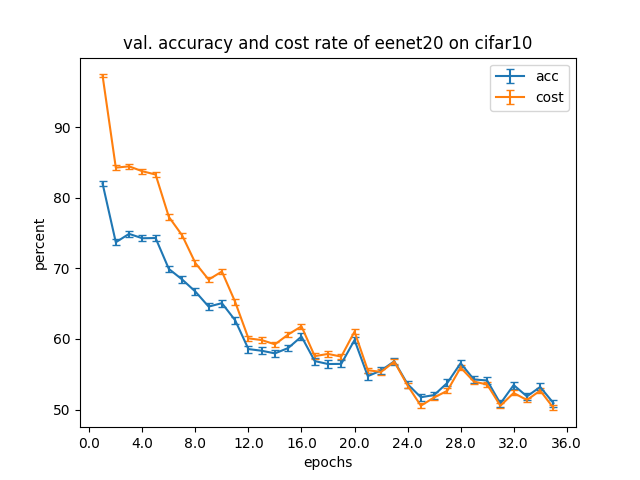 val. accuracy and cost rate of eenet20 on cifar10
acc
cost
90
80
70
60
50
percent
0.0 4.0 8.0 12.0 16.0 20.0 24.0 28.0 32.0 36.0
epochs